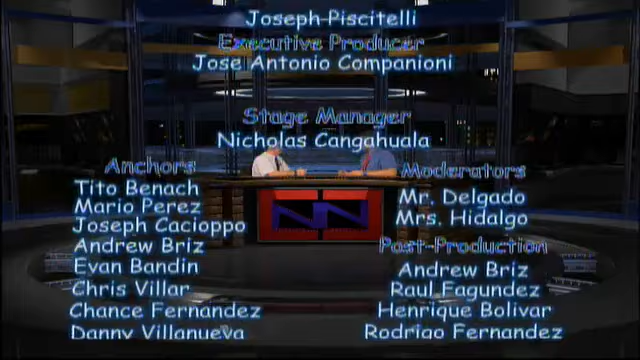 Joseph Piscitelli
Executive Producer
Jose Antonio Companioni
Stage Manager
Nicholas Cangahuala
Anchors
Tito Benach
Mario Perez
Joseph Cacioppo
Andrew Briz
Evan Bandin
Chris Villar
Chance Fernandez
Danny Villanueva
Moderators
Mr. Delgado
Mrs. Hidalgo
Post-Production
Andrew Briz
Raul Fagundez
Henrique Bolivar
Rodrigo Fernandez
NN